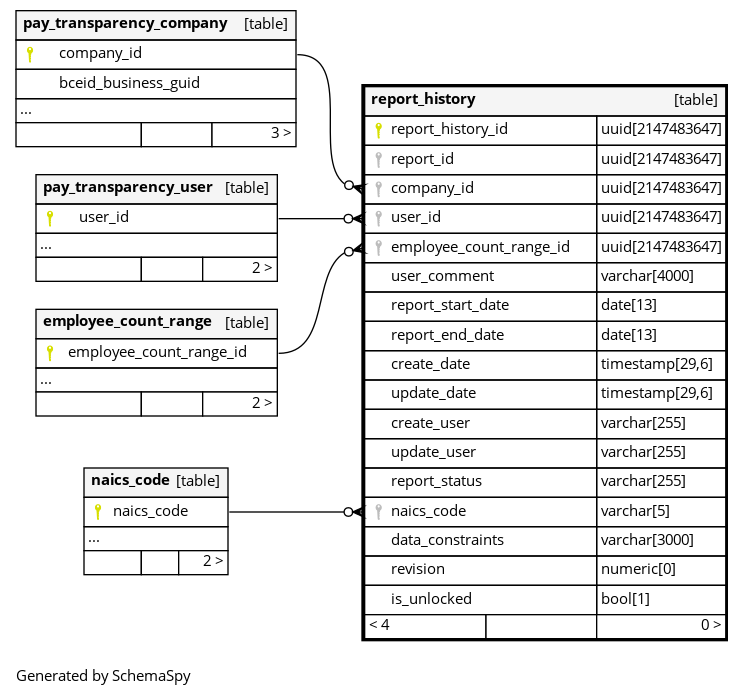 pay_transparency_company [table]
company_id
bceid_business_guid
...
3 >
pay_transparency_user [table]
user_id
...
2 >
employee_count_range [table]
employee_count_range_id
...
2 >
naics_code [table]
naics_code
...
2 >
report_history [table]
report_history_id uuid[2147483647]
report_id uuid[2147483647]
company_id uuid[2147483647]
user_id uuid[2147483647]
employee_count_range_id uuid[2147483647]
user_comment varchar[4000]
report_start_date date[13]
report_end_date date[13]
create_date timestamp[29,6]
update_date timestamp[29,6]
create_user varchar[255]
update_user varchar[255]
report_status varchar[255]
naics_code varchar[5]
data_constraints varchar[3000]
revision numeric[0]
is_unlocked bool[1]
< 4 0 >
Generated by SchemaSpy